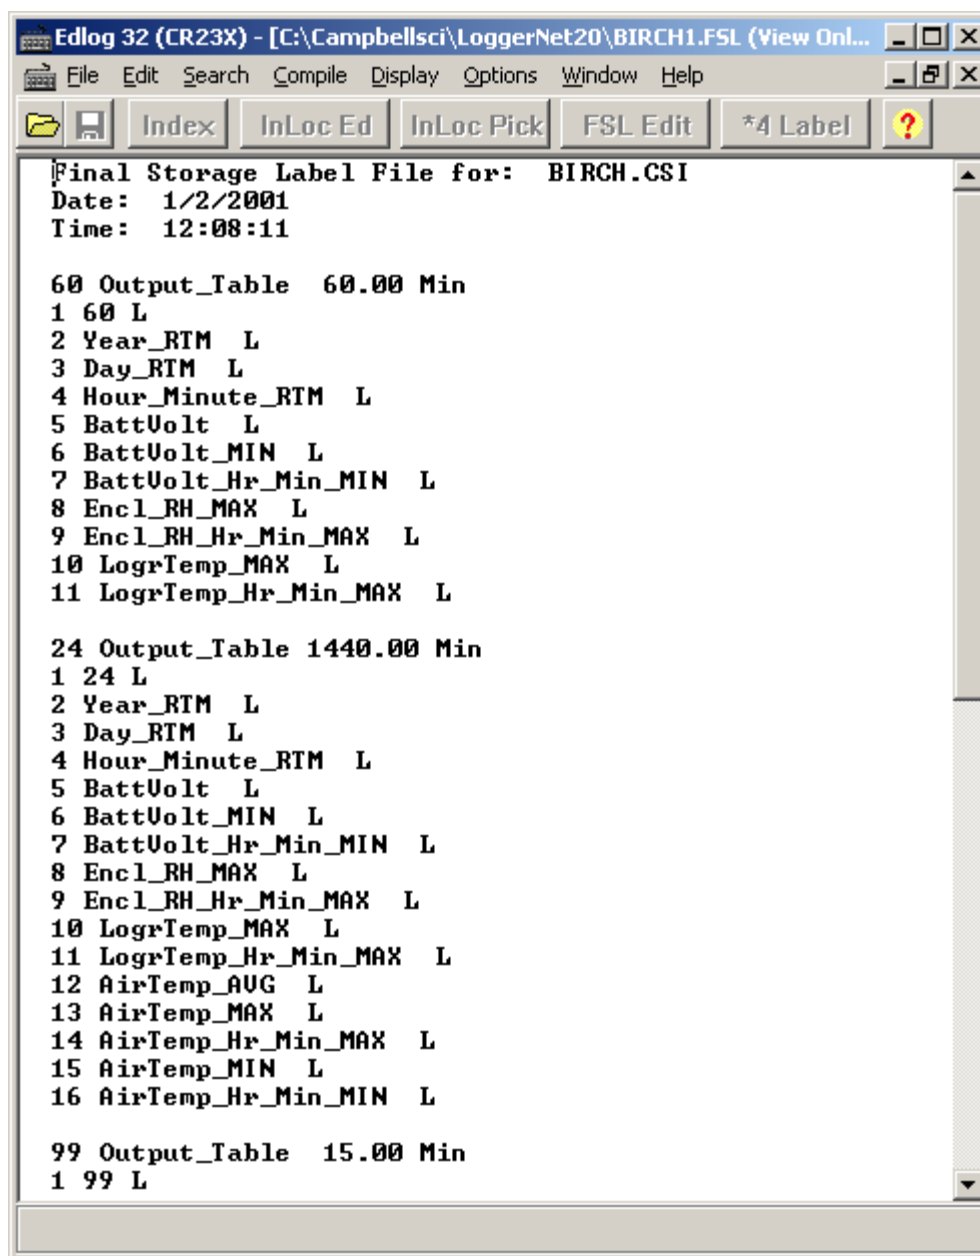 Edlog 32 (CR23X) - [C:\Campbellsci\LoggerNet20\BIRCH1.FSL (View Onl...
File Edit Search Compile Display Options Window Help
Index InLoc Ed InLoc Pick FSL Edit *4 Label ?
Final Storage Label File for:  BIRCH.CSI
Date:  1/2/2001
Time:  12:08:11

60 Output_Table  60.00 Min
1 60 L
2 Year_RTM  L
3 Day_RTM  L
4 Hour_Minute_RTM  L
5 BattVolt  L
6 BattVolt_MIN  L
7 BattVolt_Hr_Min_MIN  L
8 Encl_RH_MAX  L
9 Encl_RH_Hr_Min_MAX  L
10 LogrTemp_MAX  L
11 LogrTemp_Hr_Min_MAX  L

24 Output_Table 1440.00 Min
1 24 L
2 Year_RTM  L
3 Day_RTM  L
4 Hour_Minute_RTM  L
5 BattVolt  L
6 BattVolt_MIN  L
7 BattVolt_Hr_Min_MIN  L
8 Encl_RH_MAX  L
9 Encl_RH_Hr_Min_MAX  L
10 LogrTemp_MAX  L
11 LogrTemp_Hr_Min_MAX  L
12 AirTemp_AVG  L
13 AirTemp_MAX  L
14 AirTemp_Hr_Min_MAX  L
15 AirTemp_MIN  L
16 AirTemp_Hr_Min_MIN  L

99 Output_Table  15.00 Min
1 99 L